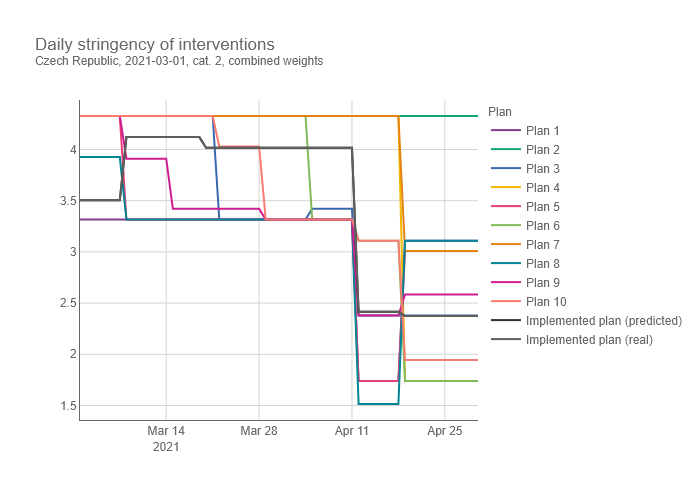 Daily stringency of interventions
Czech Republic, 2021-03-01, cat. 2, combined weights
Plan
Plan 1
Plan 2
Plan 3
Plan 4
Plan 5
Plan 6
Plan 7
Plan 8
Plan 9
Plan 10
Implemented plan (predicted)
Implemented plan (real)
4
3.5
3
2.5
2
1.5
Mar 14
2021
Mar 28
Apr 11
Apr 25